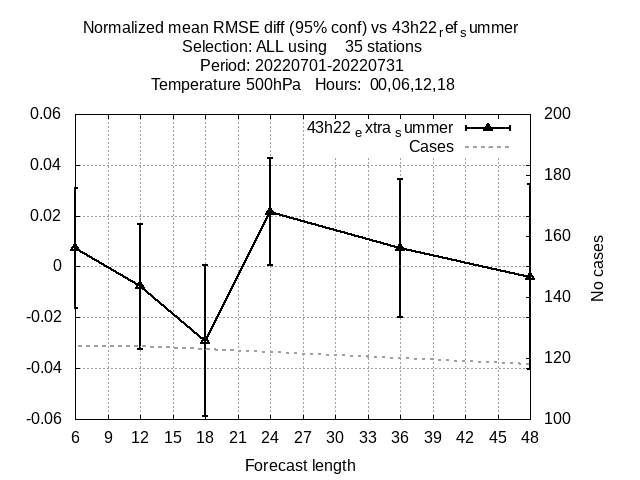 Normalized mean RMSE diff (95% conf) vs 43h22refsummer
Selection: ALL using 35 stations
Period: 20220701-20220731
Temperature 500hPa Hours: 00,06,12,18
43h22extrasummer
Cases
0.06
0.04
0.02
0
-0.02
-0.04
-0.06
200
180
160
140
120
100
No cases
6 9 12 15 18 21 24 27 30 33 36 39 42 45 48
Forecast length